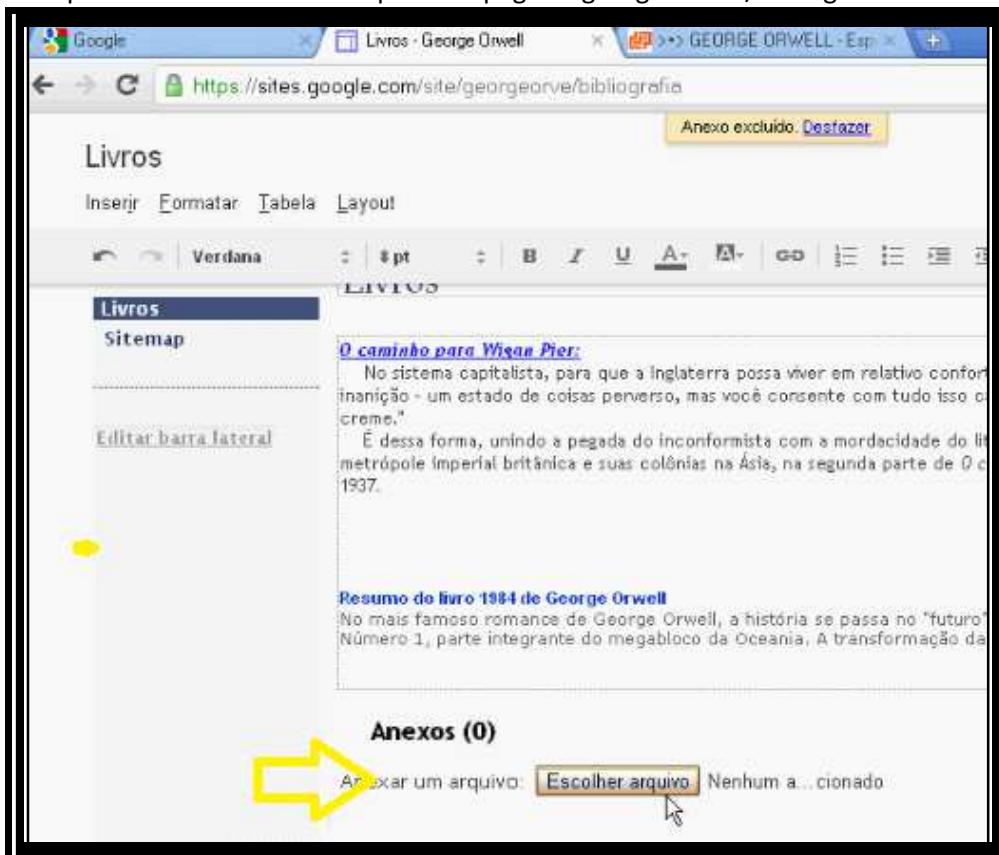 Google
Livros - George Orwell
GEORGE ORWELL - Esp
https://sites.google.com/site/georgeorve/bibliografia
Anexo excluído. Desfazer
Livros
Inserir Formatar Tabela Layout
Verdana 8 pt B I U A
Livros
Livros
Sitemap
Editar barra lateral
O caminho para Wigan Pier:
No sistema capitalista, para que a Inglaterra possa viver em relativo confort
inanição - um estado de coisas perverso, mas você consente com tudo isso c
creme."
É dessa forma, unindo a pegada do inconformista com a mordacidade do lit
metrópole imperial britânica e suas colônias na Ásia, na segunda parte de O c
1937.
Resumo do livro 1984 de George Orwell
No mais famoso romance de George Orwell, a história se passa no "futuro"
Número 1, parte integrante do megabloco da Oceania. A transformação da
Anexos (0)
Anexar um arquivo: Escolher arquivo Nenhum a...cionado